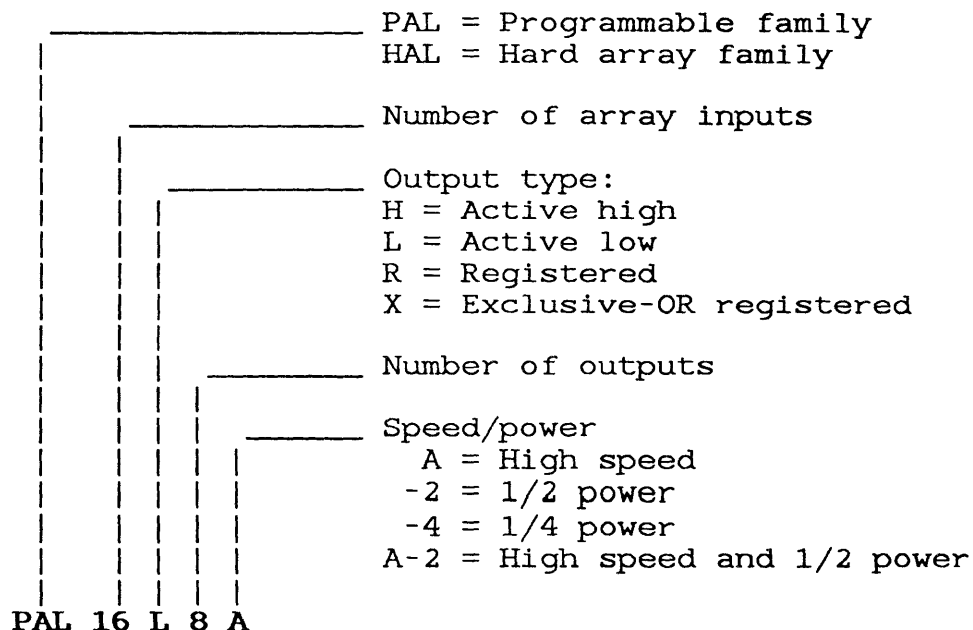 PAL = Programmable family
HAL = Hard array family
Number of array inputs
Output type:
H = Active high
L = Active low
R = Registered
X = Exclusive-OR registered
Number of outputs
Speed/power
A = High speed
-2 = 1/2 power
-4 = 1/4 power
A-2 = High speed and 1/2 power
PAL 16 L 8 A